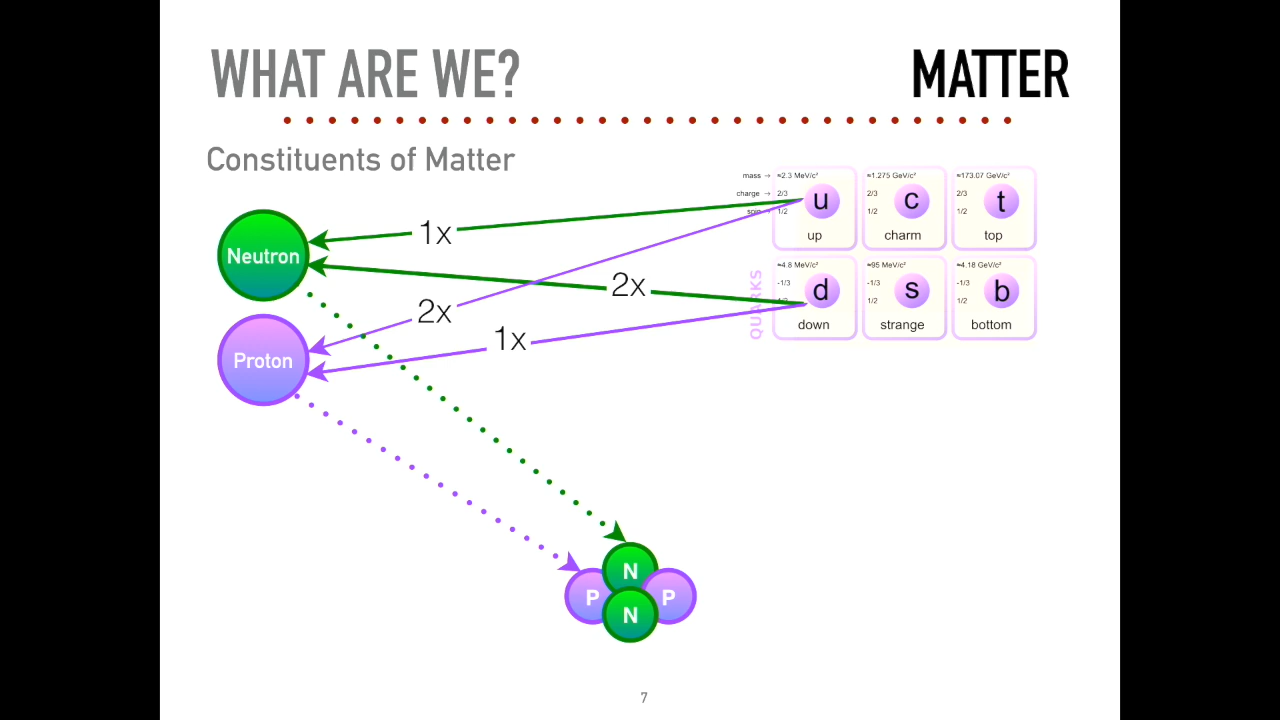 WHAT ARE WE?
MATTER
Constituents of Matter
mass → ≈2.3 MeV/c² ≈1.275 GeV/c² ≈173.07 GeV/c²
charge → 2/3 2/3 2/3
u c t
1/2 1/2 1/2
up charm top
Neutron
1x
≈4.8 MeV/c² ≈95 MeV/c² ≈4.18 GeV/c²
-1/3 -1/3 -1/3
2x
d s b
1/2 1/2
down strange bottom
QUARKS
2x
1x
Proton
N
P P
N
7